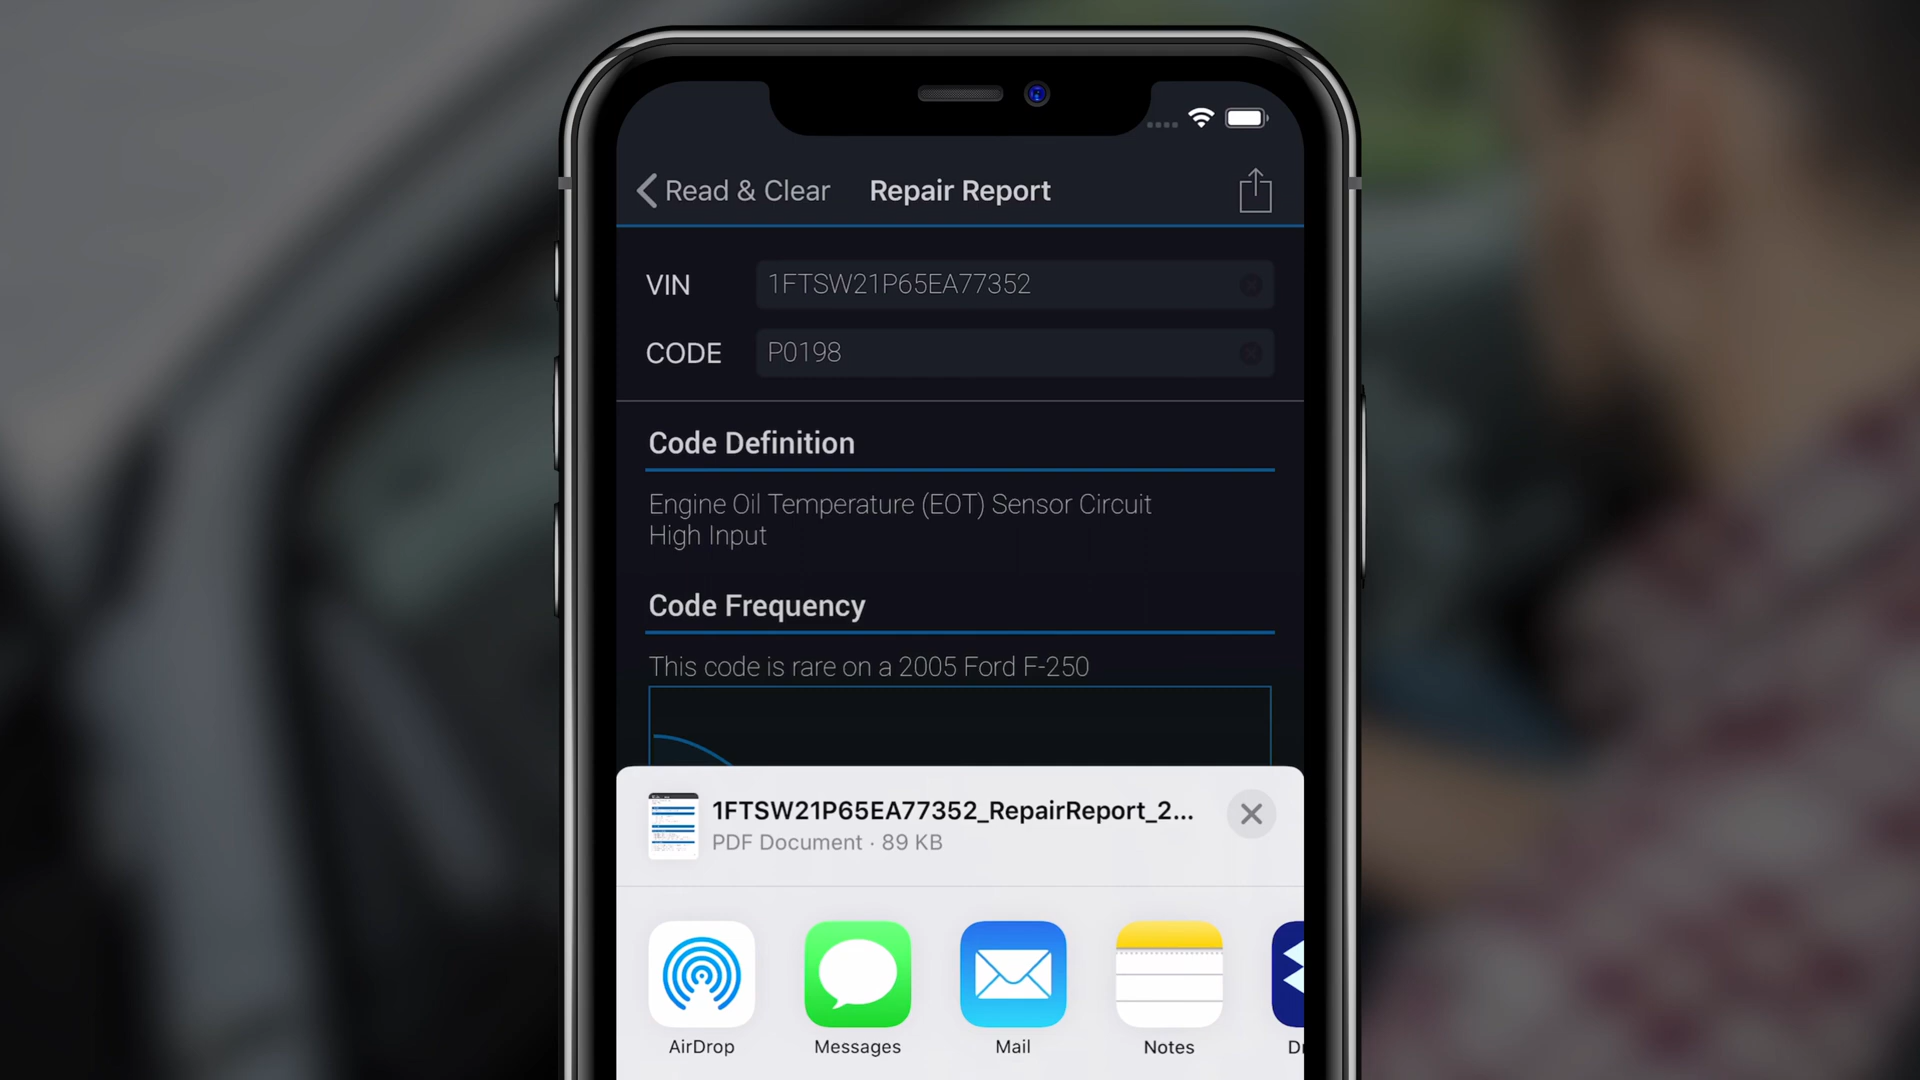 Read & Clear
Repair Report
VIN
1FTSW21P65EA77352
CODE
P0198
Code Definition
Engine Oil Temperature (EOT) Sensor Circuit
High Input
Code Frequency
This code is rare on a 2005 Ford F-250
1FTSW21P65EA77352_RepairReport_2...
PDF Document · 89 KB
AirDrop
Messages
Mail
Notes